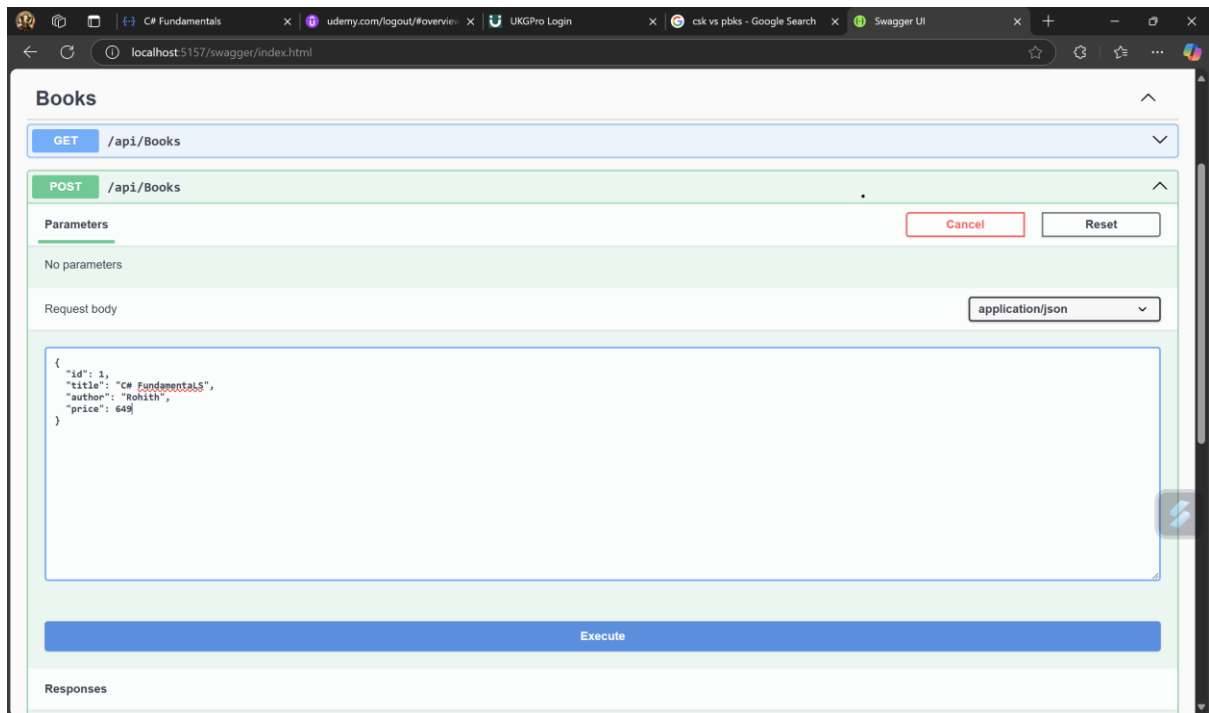 C# Fundamentals
udemy.com/logout/#overview
UKGPro Login
csk vs pbks - Google Search
Swagger UI
localhost:5157/swagger/index.html
Books
GET /api/Books
POST /api/Books
Parameters
Cancel
Reset
No parameters
Request body
application/json
{
"id": 1,
"title": "C# FundamentaLS",
"author": "Rohith",
"price": 649
}
Execute
Responses